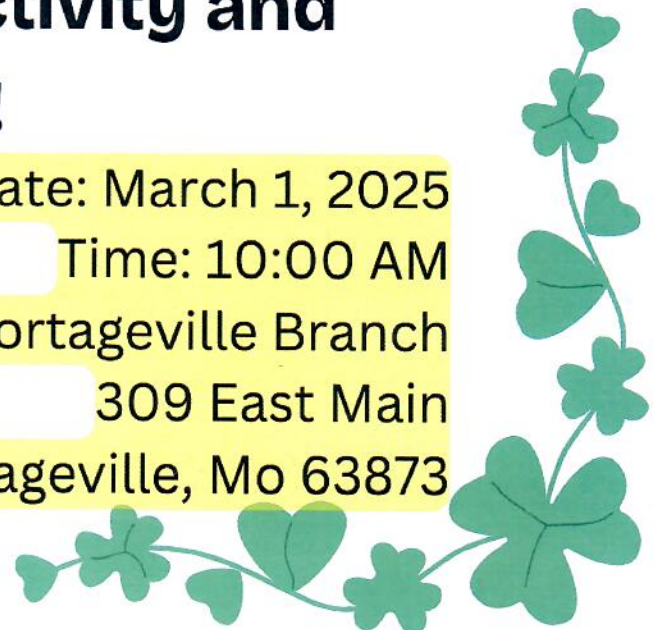 ctivity and
!
ate: March 1, 2025
Time: 10:00 AM
ortageville Branch
309 East Main
ageville, Mo 63873